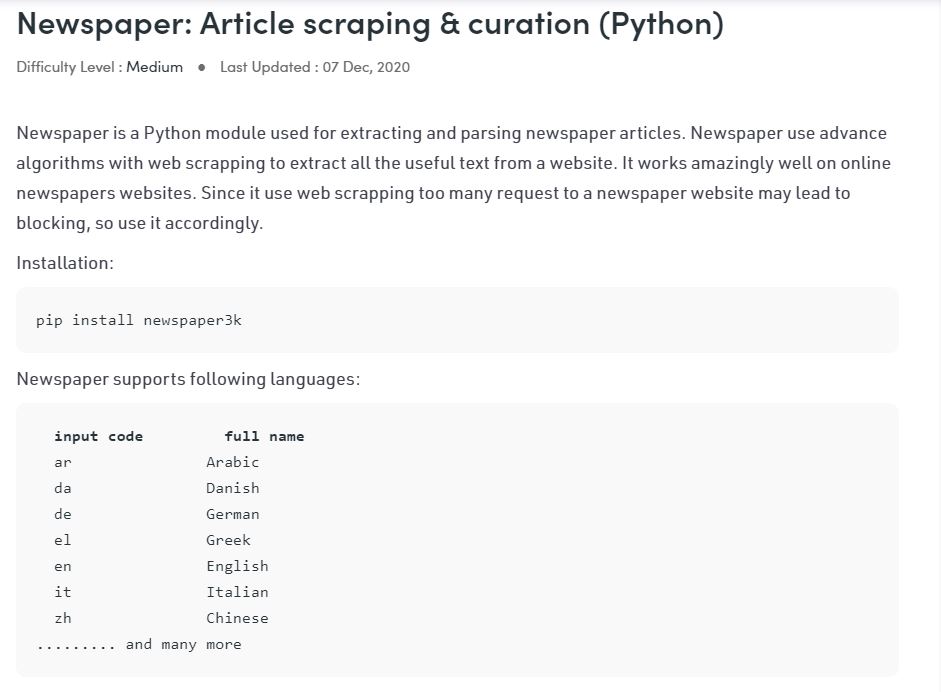 Newspaper: Article scraping & curation (Python)
Difficulty Level : Medium ● Last Updated : 07 Dec, 2020
Newspaper is a Python module used for extracting and parsing newspaper articles. Newspaper use advance
algorithms with web scrapping to extract all the useful text from a website. It works amazingly well on online
newspapers websites. Since it use web scrapping too many request to a newspaper website may lead to
blocking, so use it accordingly.
Installation:
pip install newspaper3k
Newspaper supports following languages:
input code full name
ar Arabic
da Danish
de German
el Greek
en English
it Italian
zh Chinese
......... and many more